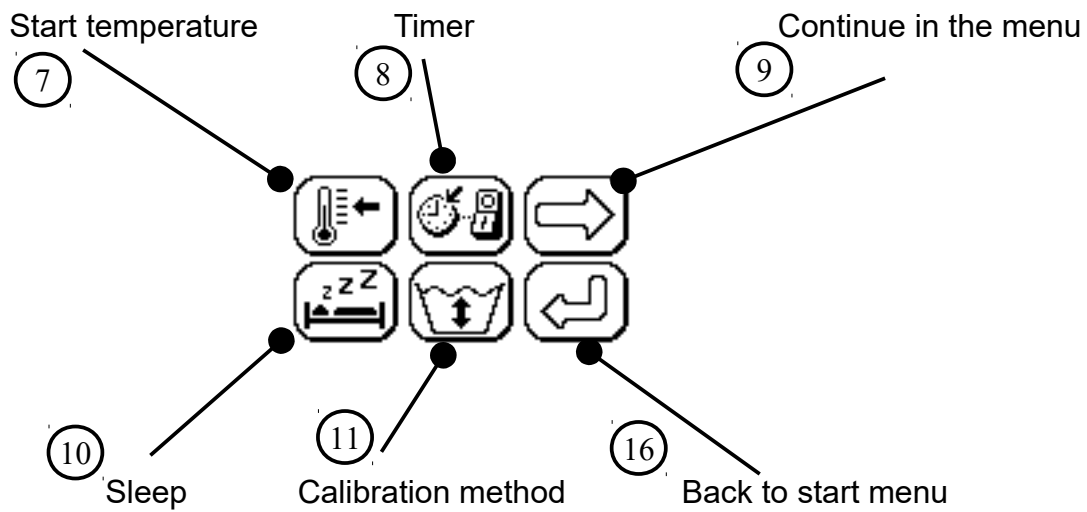 Start temperature
Timer
Continue in the menu
7
8
9
z z Z
10
11
16
Sleep
Calibration method
Back to start menu